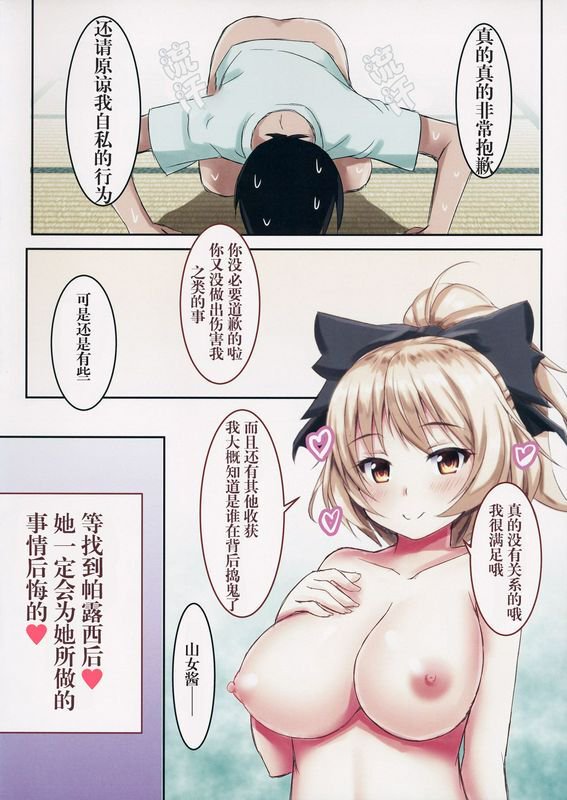 真的真的
非常抱歉
流汗
流汗
还请原谅
我自私的行为
你没必要道歉的啦
你又没做出伤害我
之类的事
可是还是有些
真的没有关系的哦
我很满足哦
而且还有其他收获
我大概知道是谁在背后捣鬼了
山女酱——
等找到帕露西后
她一定会为她所做的
事情后悔的♥